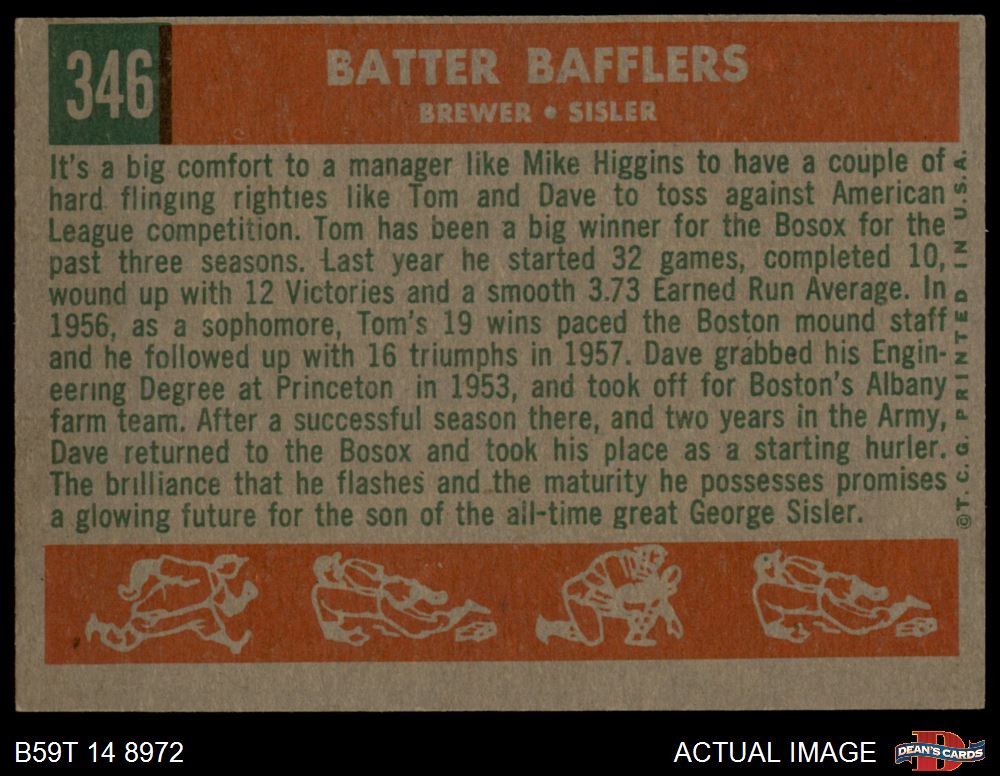 346
BATTER BAFFLERS
BREWER • SISLER
It's a big comfort to a manager like Mike Higgins to have a couple of
hard flinging righties like Tom and Dave to toss against American
League competition. Tom has been a big winner for the Bosox for the
past three seasons. Last year he started 32 games, completed 10,
wound up with 12 Victories and a smooth 3.73 Earned Run Average. In
1956, as a sophomore, Tom's 19 wins paced the Boston mound staff
and he followed up with 16 triumphs in 1957. Dave grabbed his Engin-
eering Degree at Princeton in 1953, and took off for Boston's Albany
farm team. After a successful season there, and two years in the Army,
Dave returned to the Bosox and took his place as a starting hurler.
The brilliance that he flashes and the maturity he possesses promises
a glowing future for the son of the all-time great George Sisler.
©T. C. G. PRINTED IN U.S.A.
B59T 14 8972
ACTUAL IMAGE
DEAN'S CARDS